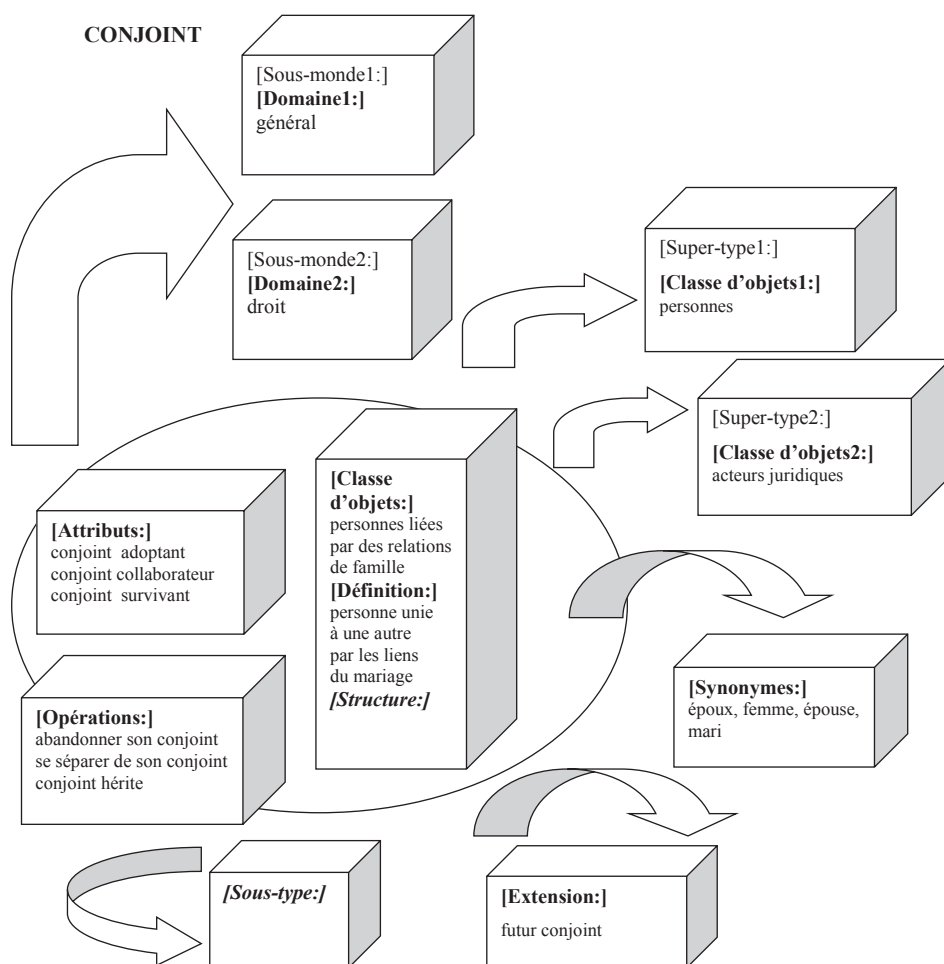 CONJOINT
[Sous-monde1:]
[Domaine1:]
général
[Sous-monde2:]
[Domaine2:]
droit
[Super-type1:]
[Classe d’objets1:]
personnes
[Super-type2:]
[Classe d’objets2:]
acteurs juridiques
[Classe
d’objets:]
personnes liées
par des relations
de famille
[Définition:]
personne unie
à une autre
par les liens
du mariage
[Structure:]
[Attributs:]
conjoint adoptant
conjoint collaborateur
conjoint survivant
[Opérations:]
abandonner son conjoint
se séparer de son conjoint
conjoint hérite
[Synonymes:]
époux, femme, épouse,
mari
[Sous-type:]
[Extension:]
futur conjoint